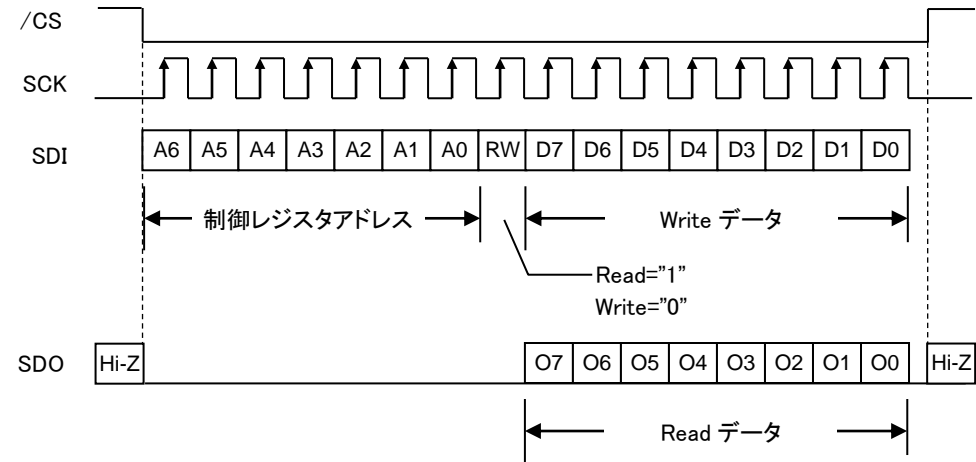 /CS
SCK
SDI A6 A5 A4 A3 A2 A1 A0 RW D7 D6 D5 D4 D3 D2 D1 D0
制御レジスタアドレス Write データ
Read="1"
Write="0"
SDO Hi-Z O7 O6 O5 O4 O3 O2 O1 O0 Hi-Z
Read データ